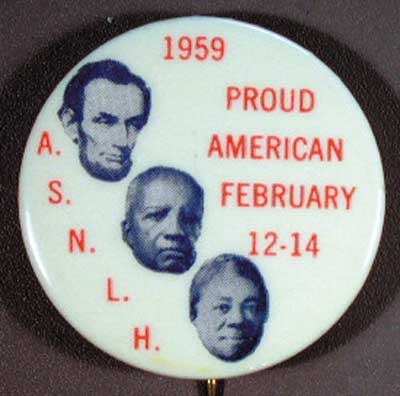 1959
PROUD
A. AMERICAN
S. FEBRUARY
N. 12-14
L.
H.